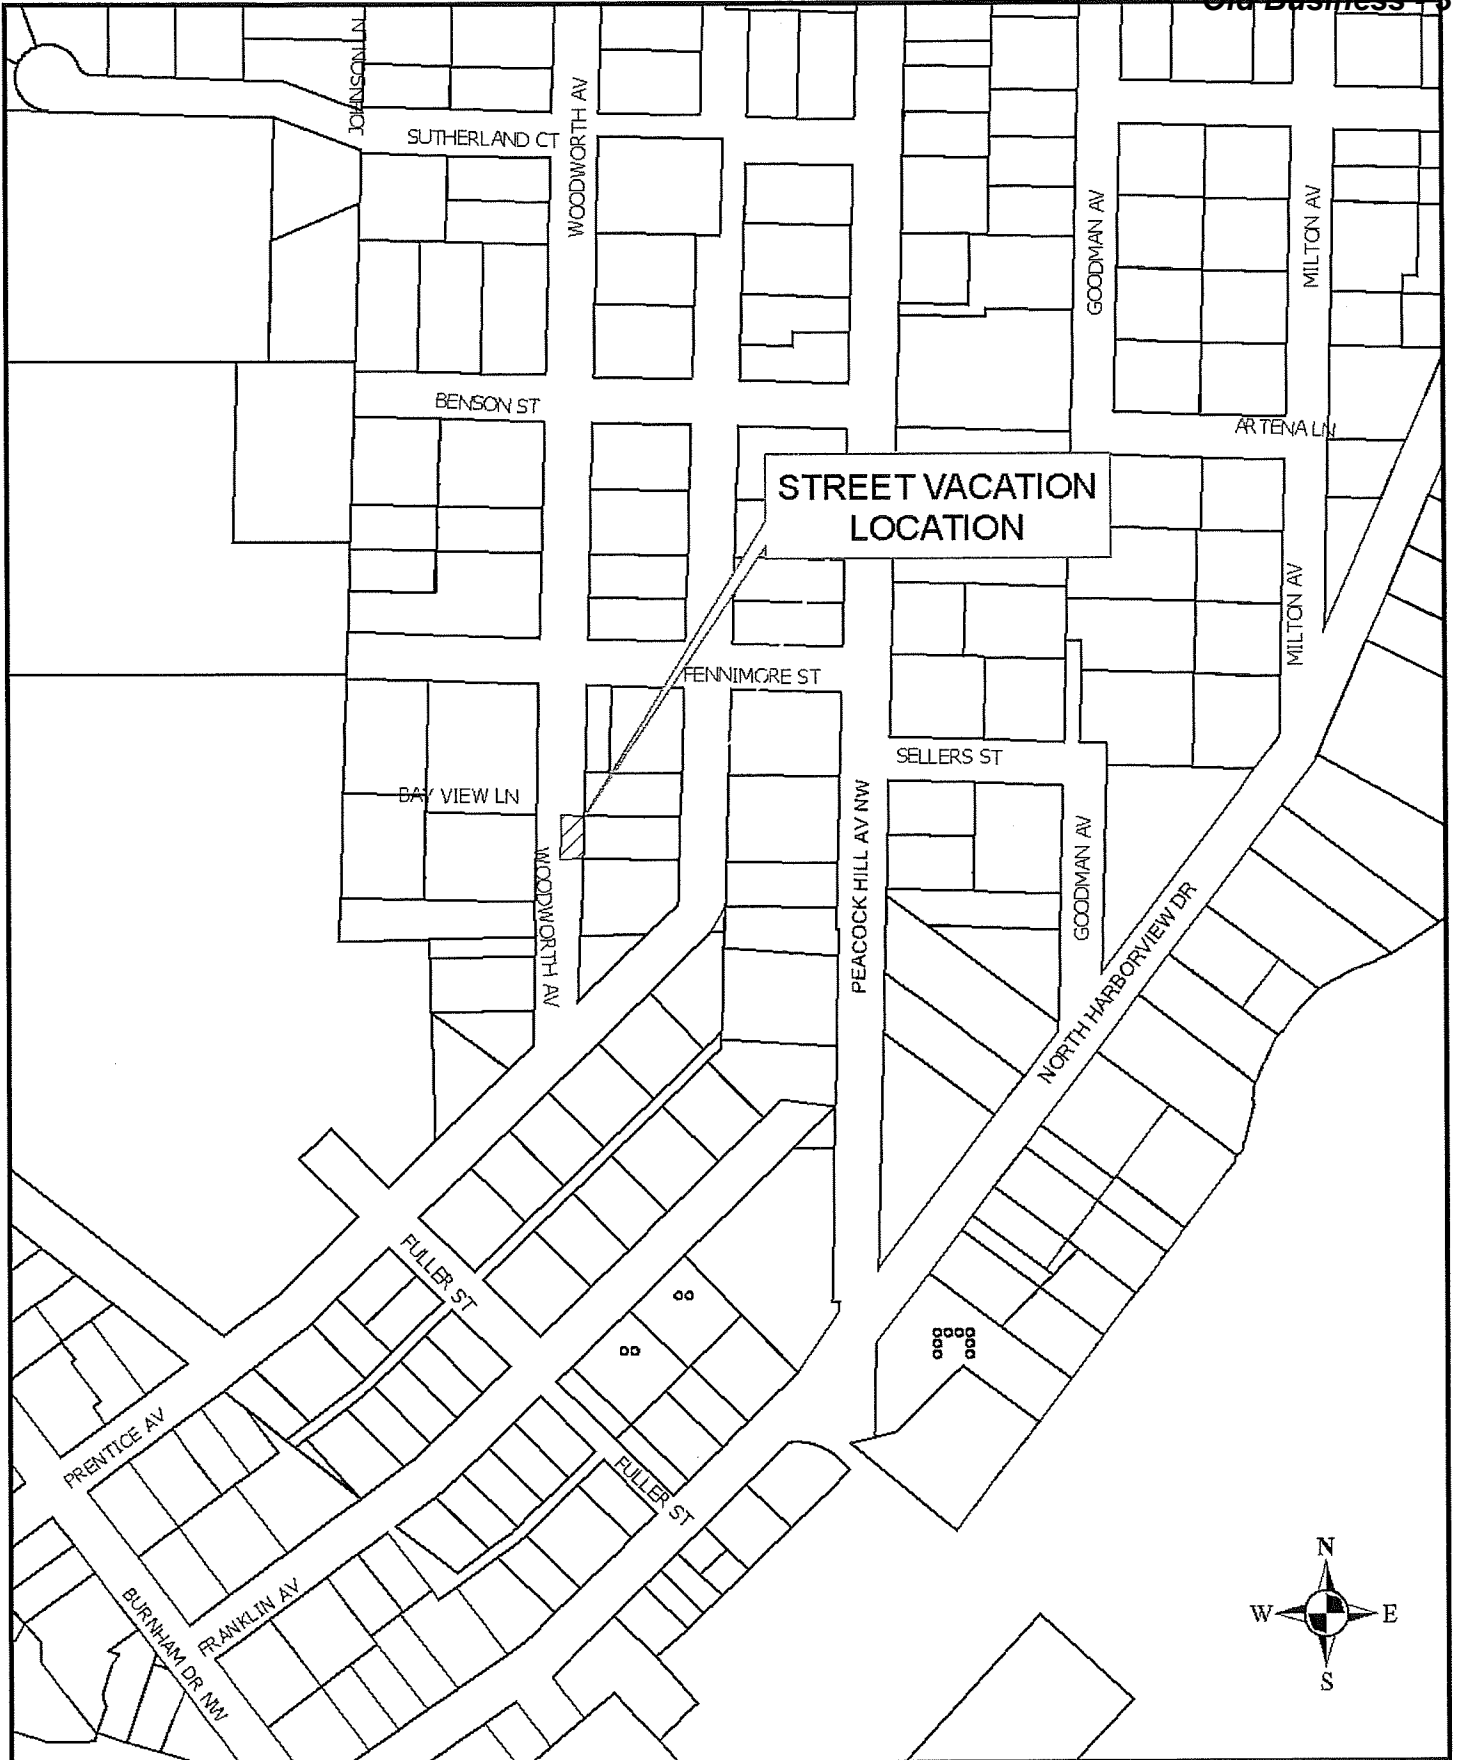 Old Business - 3
N JOHNSON
SUTHERLAND CT
WOODWORTH AV
GOODMAN AV
MILTON AV
BENSON ST
ARTENA LN
STREET VACATION
LOCATION
MILTON AV
FENNIMORE ST
SELLERS ST
BAY VIEW LN
WOODWORTH AV
PEACOCK HILL AV NW
GOODMAN AV
NORTH HARBORVIEW DR
FULLER ST
PRENTICE AV
FULLER ST
FRANKLIN AV
BURNHAM DR NW
N
W
E
S